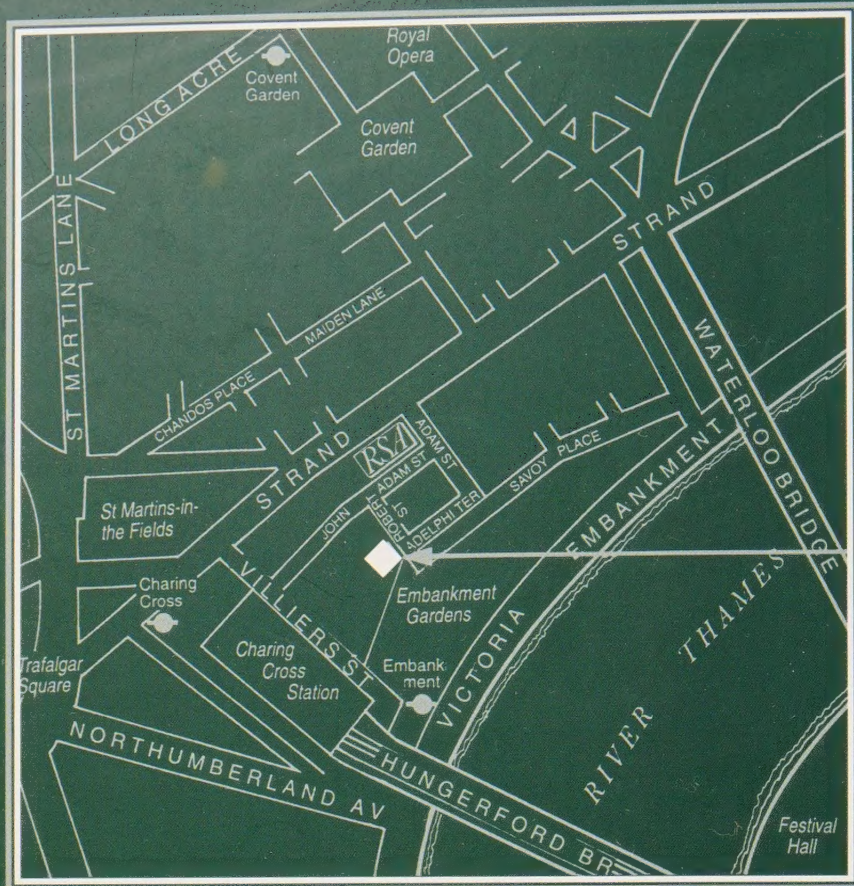 Royal
Opera
Covent
Garden
LONG ACRE
Covent
Garden
ST MARTINS LANE
STRAND
MAIDEN LANE
CHANDOS PLACE
WATERLOO BRIDGE
STRAND
RSA
ADAM ST
JOHN
ADAM ST
ROBERT
ST
ADELPHI TER
SAVOY PLACE
St Martins-in-
the Fields
VICTORIA EMBANKMENT
Charing
Cross
VILLIERS ST
Embankment
Gardens
RIVER THAMES
Trafalgar
Square
Charing
Cross
Station
Embank
ment
NORTHUMBERLAND AV
HUNGERFORD BR
Festival
Hall